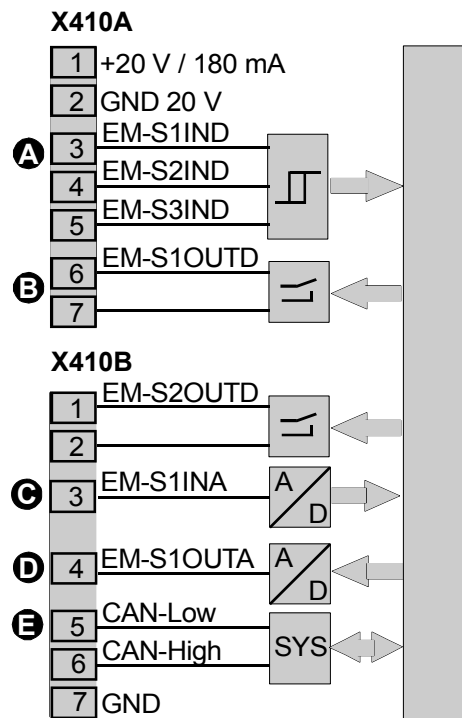 X410A
1 +20 V / 180 mA
2 GND 20 V
A 3 EM-S1IND
4 EM-S2IND
5 EM-S3IND
6 EM-S1OUTD
B 7
X410B
1 EM-S2OUTD
2
C 3 EM-S1INA A/D
D 4 EM-S1OUTA A/D
E 5 CAN-Low
6 CAN-High SYS
7 GND